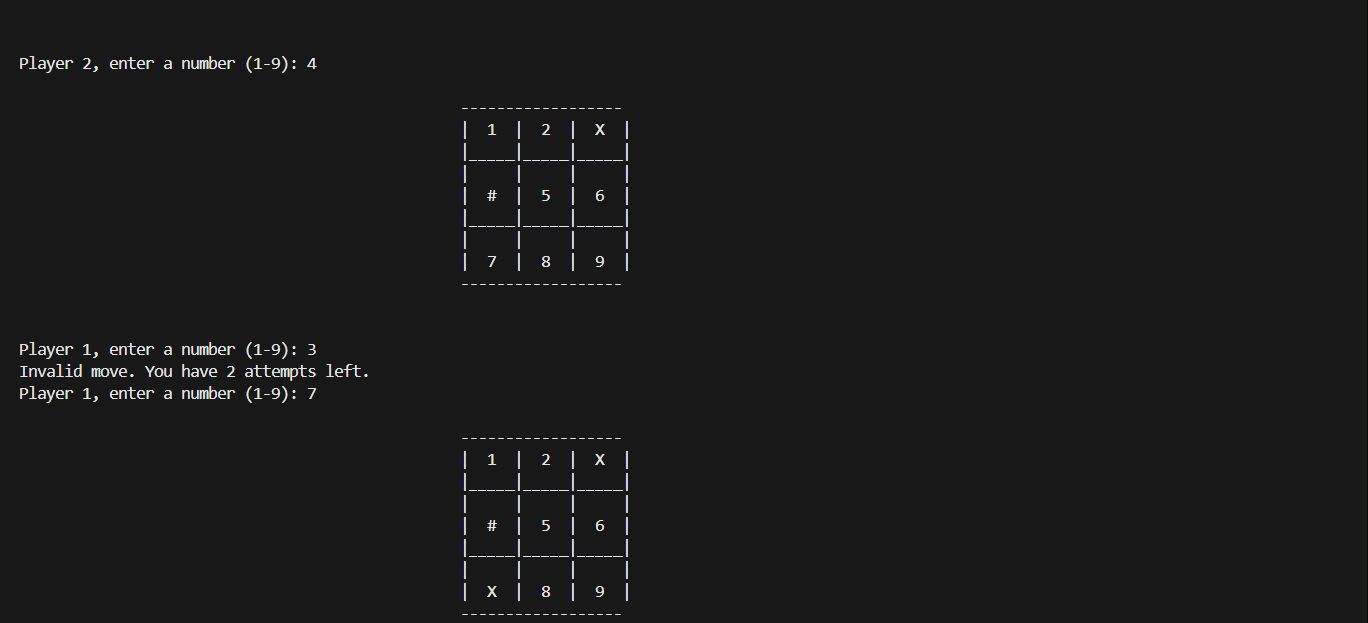 Player 2, enter a number (1-9): 4
------------------
|  1  |  2  |  X  |
|_____|_____|_____|
|     |     |     |
|  #  |  5  |  6  |
|_____|_____|_____|
|     |     |     |
|  7  |  8  |  9  |
------------------
Player 1, enter a number (1-9): 3
Invalid move. You have 2 attempts left.
Player 1, enter a number (1-9): 7
------------------
|  1  |  2  |  X  |
|_____|_____|_____|
|     |     |     |
|  #  |  5  |  6  |
|_____|_____|_____|
|     |     |     |
|  X  |  8  |  9  |
------------------